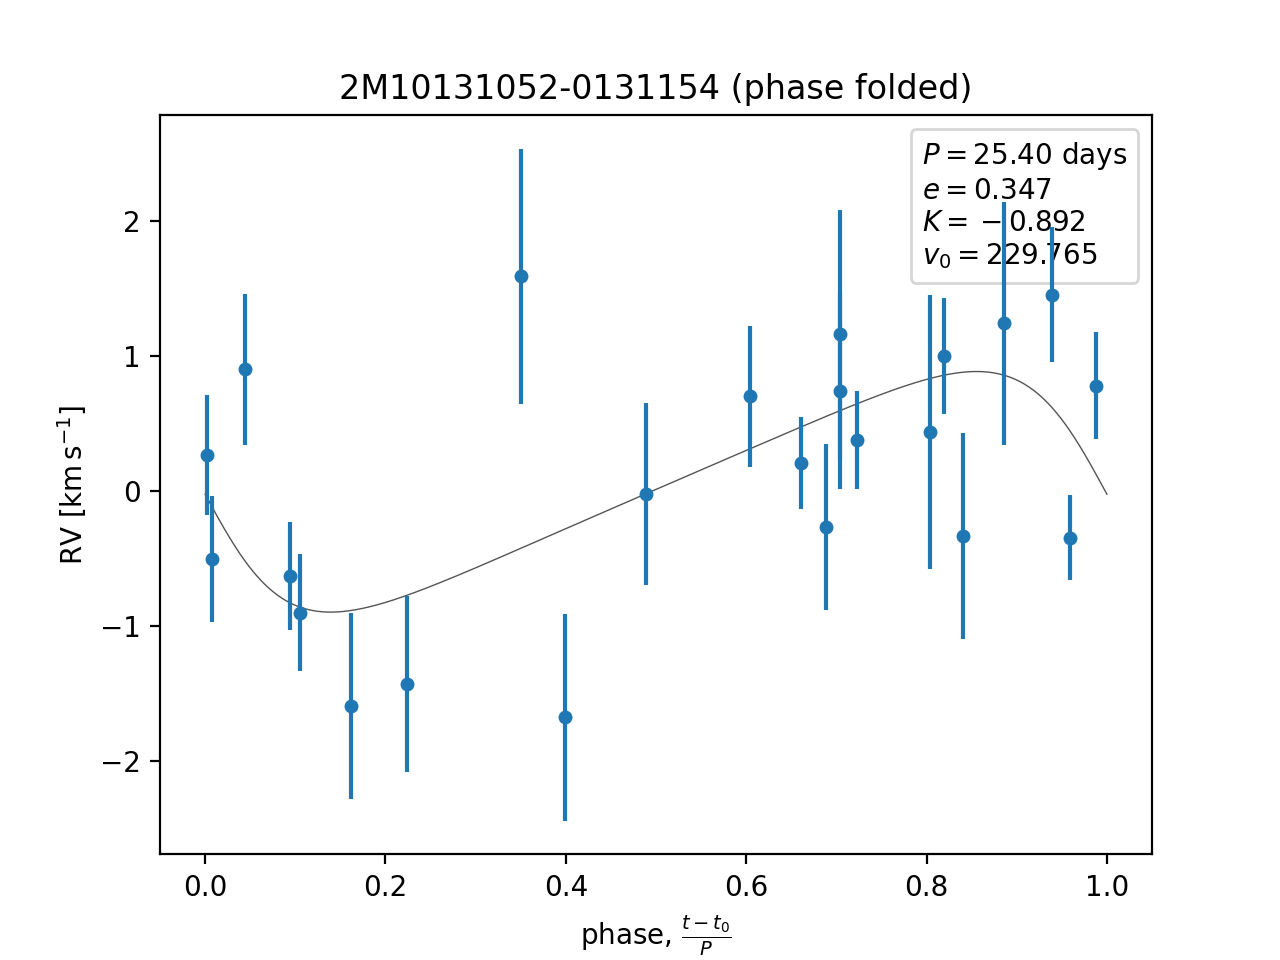 2M10131052-0131154 (phase folded)
P = 25.40 days
e = 0.347
K = −0.892
v₀ = 229.765
RV [km s⁻¹]
2
1
0
−1
−2
0.0 0.2 0.4 0.6 0.8 1.0
phase, (t − t₀)/P